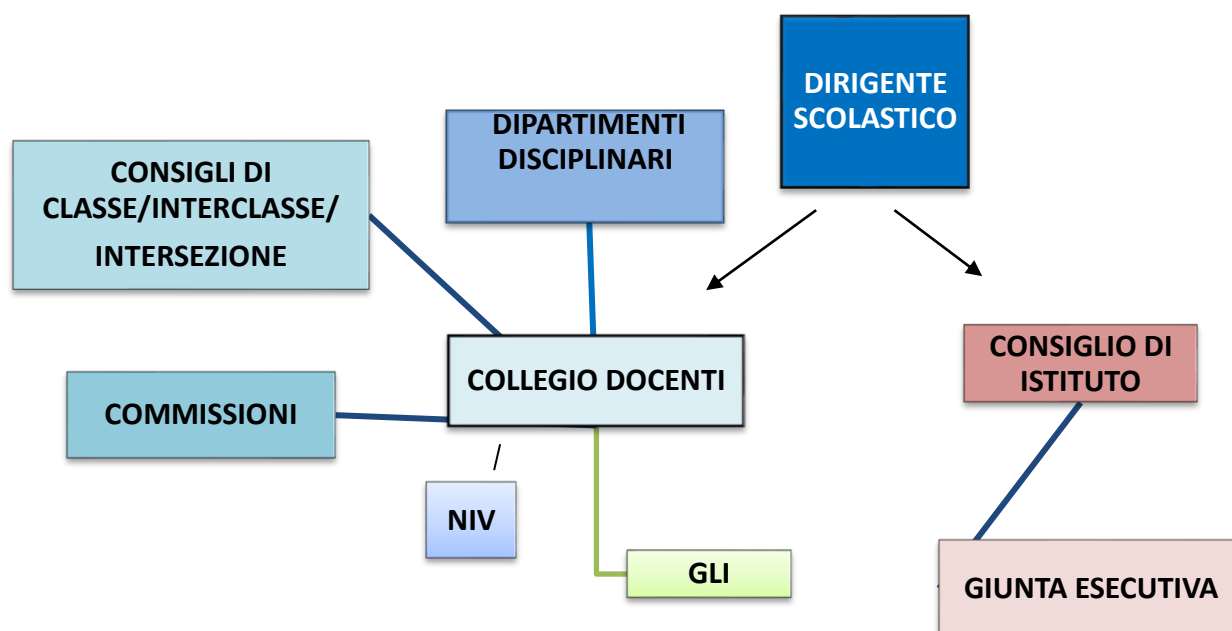 DIRIGENTE
SCOLASTICO
DIPARTIMENTI
DISCIPLINARI
CONSIGLI DI
CLASSE/INTERCLASSE/
INTERSEZIONE
COLLEGIO DOCENTI
CONSIGLIO DI
ISTITUTO
COMMISSIONI
NIV
GLI
GIUNTA ESECUTIVA